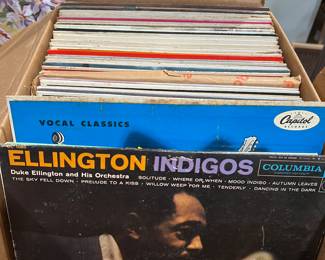 VOCAL CLASSICS
Capitol
RECORDS
ELLINGTON INDIGOS
COLUMBIA
Duke Ellington and His Orchestra
SOLITUDE · WHERE OR WHEN · MOOD INDIGO · AUTUMN LEAVES
THE SKY FELL DOWN · PRELUDE TO A KISS · WILLOW WEEP FOR ME · TENDERLY · DANCING IN THE DARK